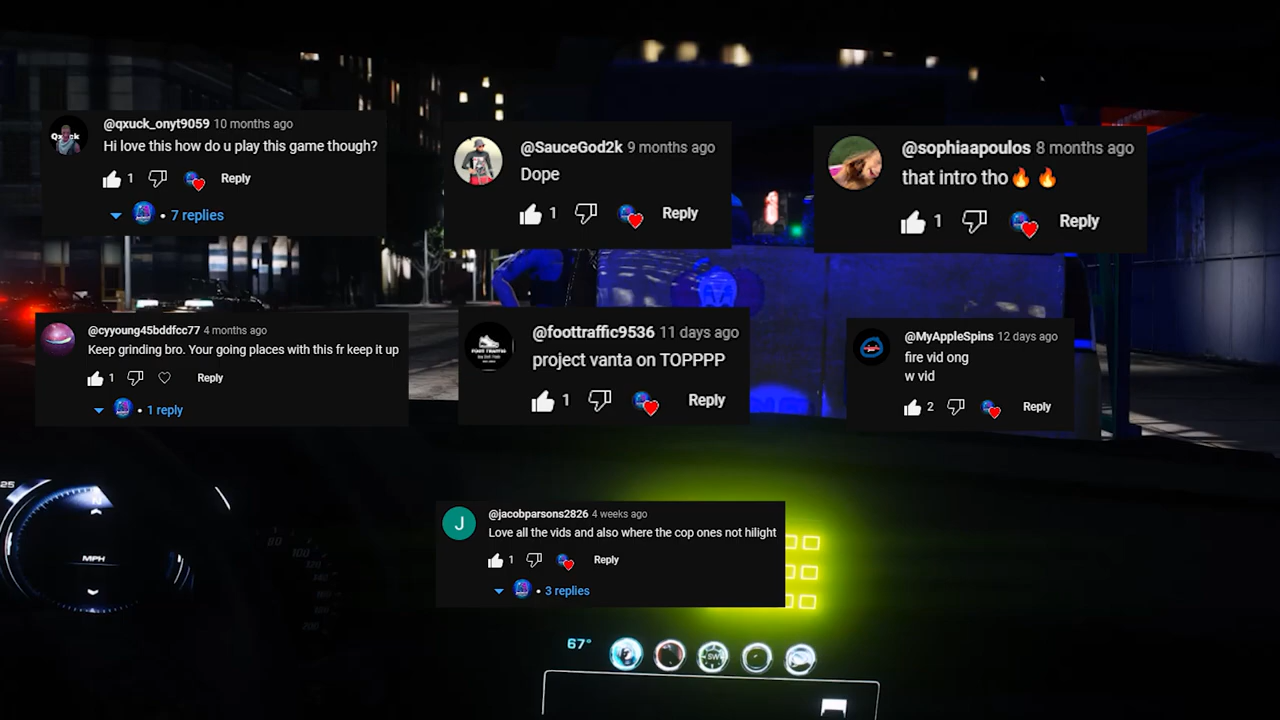 @qxuck_onyt9059 10 months ago
Hi love this how do u play this game though?
1 Reply
7 replies
@SauceGod2k 9 months ago
Dope
1 Reply
@sophiaapoulos 8 months ago
that intro tho🔥 🔥
1 Reply
@cyyoung45bddfcc77 4 months ago
Keep grinding bro. Your going places with this fr keep it up
1 Reply
1 reply
@foottraffic9536 11 days ago
project vanta on TOPPPP
1 Reply
@MyAppleSpins 12 days ago
fire vid ong
w vid
2 Reply
@jacobparsons2826 4 weeks ago
J
Love all the vids and also where the cop ones not hilight
1 Reply
3 replies
25
N
MPH
67°